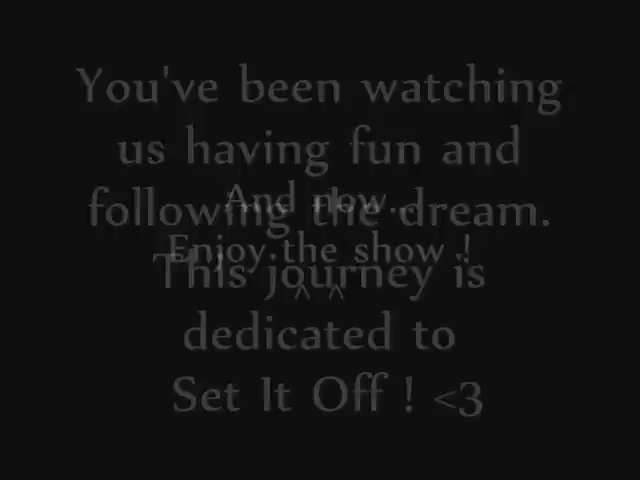 You've been watching
us having fun and
following the dream.
This journey is
dedicated to
Set It Off ! <3
And now...
Enjoy the show !
^ ^